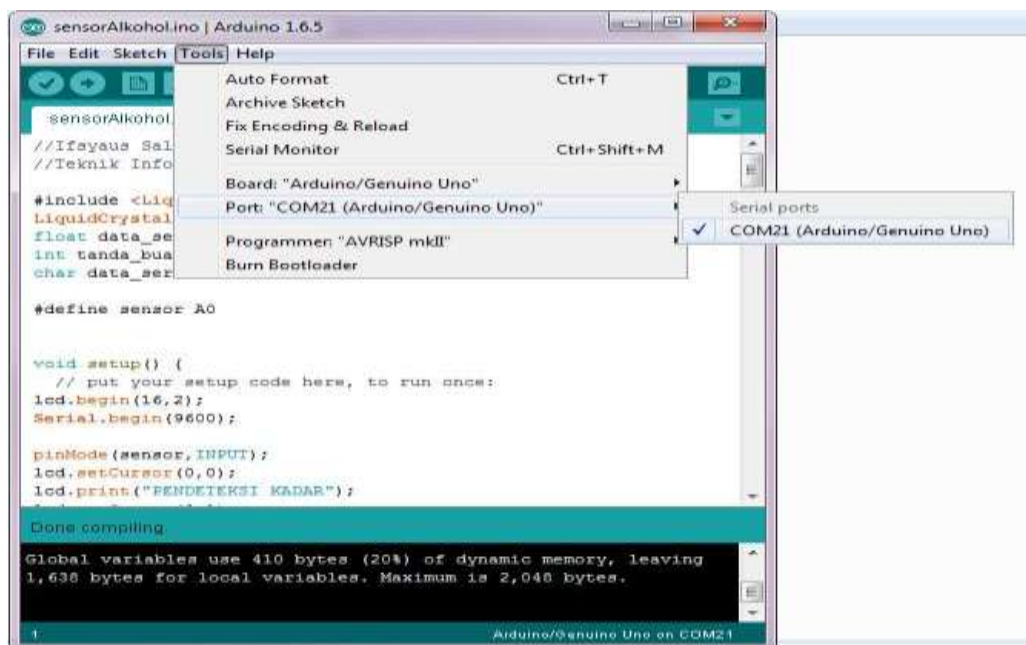 sensorAlkohol.ino | Arduino 1.6.5
File Edit Sketch Tools Help
Auto Format Ctrl+T
Archive Sketch
Fix Encoding & Reload
Serial Monitor Ctrl+Shift+M
Board: "Arduino/Genuino Uno"
Port: "COM21 (Arduino/Genuino Uno)"
Programmer: "AVRISP mkII"
Burn Bootloader
Serial ports
✓ COM21 (Arduino/Genuino Uno)
sensorAlkohol
//Ifsyaus Sal
//Teknik Info
#include <Liq
LiquidCrystal
float data_se
int tanda_bua
char data_ser
#define sensor A0
void setup() {
// put your setup code here, to run once:
lcd.begin(16,2);
Serial.begin(9600);
pinMode(sensor,INPUT);
lcd.setCursor(0,0);
lcd.print("PENDETEKSI KADAR");
Done compiling.
Global variables use 410 bytes (20%) of dynamic memory, leaving
1,638 bytes for local variables. Maximum is 2,048 bytes.
1 Arduino/Genuino Uno on COM21